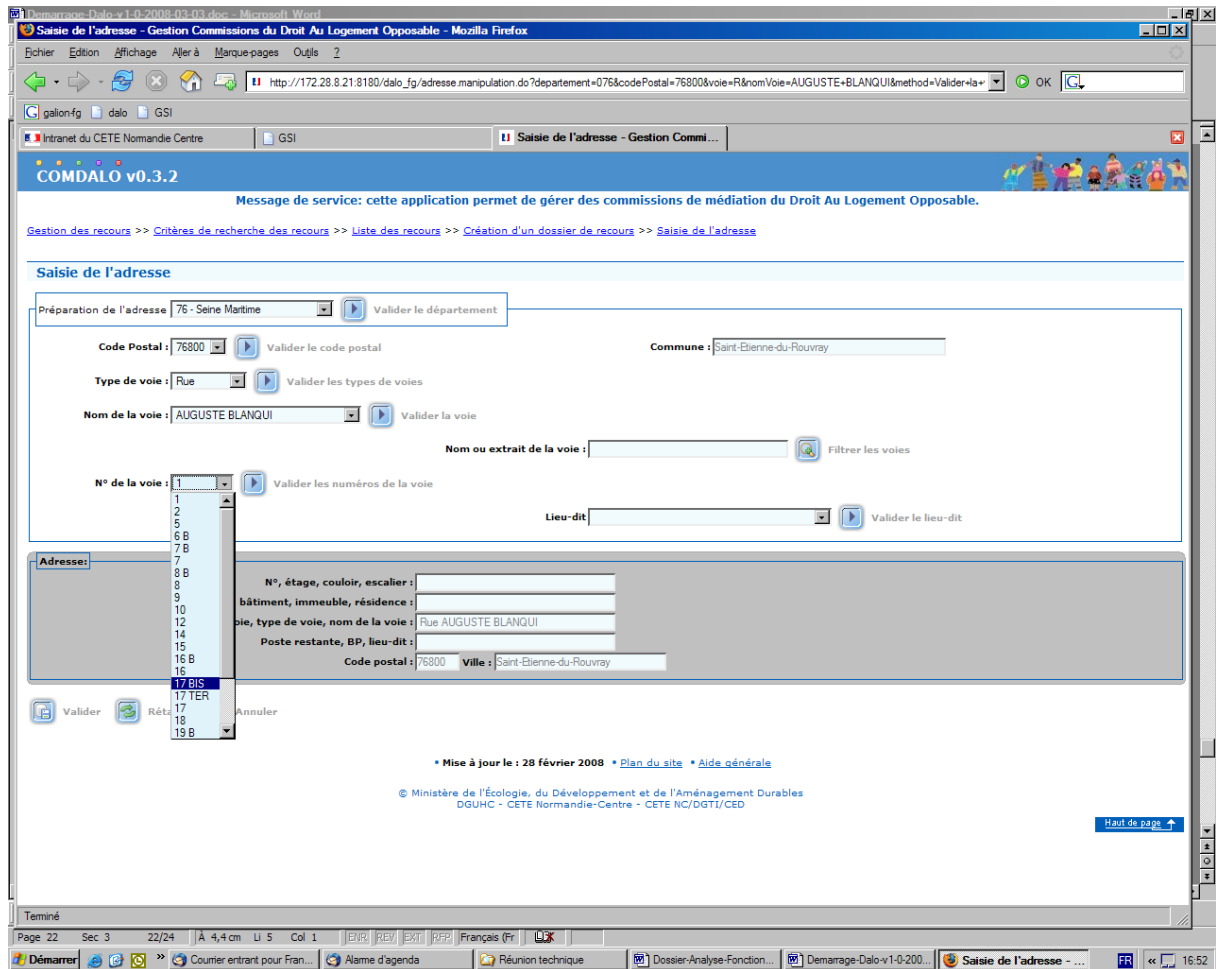 Demarrage-Dalo-v1-0-2008-03-03.doc - Microsoft Word
Saisie de l'adresse - Gestion Commissions du Droit Au Logement Opposable - Mozilla Firefox
Fichier Edition Affichage Aller à Marque-pages Outils ?
http://172.28.8.21:8180/dalo_fg/adresse.manipulation.do?departement=076&codePostal=76800&voie=R&nomVoie=AUGUSTE+BLANQUI&method=Valider+la+ OK
galion-fg dalo GSI
Intranet du CETE Normandie Centre GSI Saisie de l'adresse - Gestion Commi...
COMDALO v0.3.2
Message de service: cette application permet de gérer des commissions de médiation du Droit Au Logement Opposable.
Gestion des recours >> Critères de recherche des recours >> Liste des recours >> Création d'un dossier de recours >> Saisie de l'adresse
Saisie de l'adresse
Préparation de l'adresse 76 - Seine Maritime Valider le département
Code Postal : 76800 Valider le code postal Commune : Saint-Etienne-du-Rouvray
Type de voie : Rue Valider les types de voies
Nom de la voie : AUGUSTE BLANQUI Valider la voie
Nom ou extrait de la voie : Filtrer les voies
N° de la voie : 1 Valider les numéros de la voie
1
2
5
6 B
7 B
7
8 B
8
9
10
12
14
15
16 B
16
17 BIS
17 TER
17
18
19 B
Lieu-dit Valider le lieu-dit
Adresse:
N°, étage, couloir, escalier :
bâtiment, immeuble, résidence :
oie, type de voie, nom de la voie : Rue AUGUSTE BLANQUI
Poste restante, BP, lieu-dit :
Code postal : 76800 Ville : Saint-Etienne-du-Rouvray
Valider Réta Annuler
• Mise à jour le : 28 février 2008 • Plan du site • Aide générale
© Ministère de l'Écologie, du Développement et de l'Aménagement Durables
DGUHC - CETE Normandie-Centre - CETE NC/DGTI/CED
Haut de page
Terminé
Page 22 Sec 3 22/24 À 4,4 cm Li 5 Col 1 ENR REV EXT RFP Français (Fr
Démarrer » Courrier entrant pour Fran... Alarme d'agenda Réunion technique Dossier-Analyse-Fonction... Demarrage-Dalo-v1-0-200... Saisie de l'adresse - ... FR « 16:52